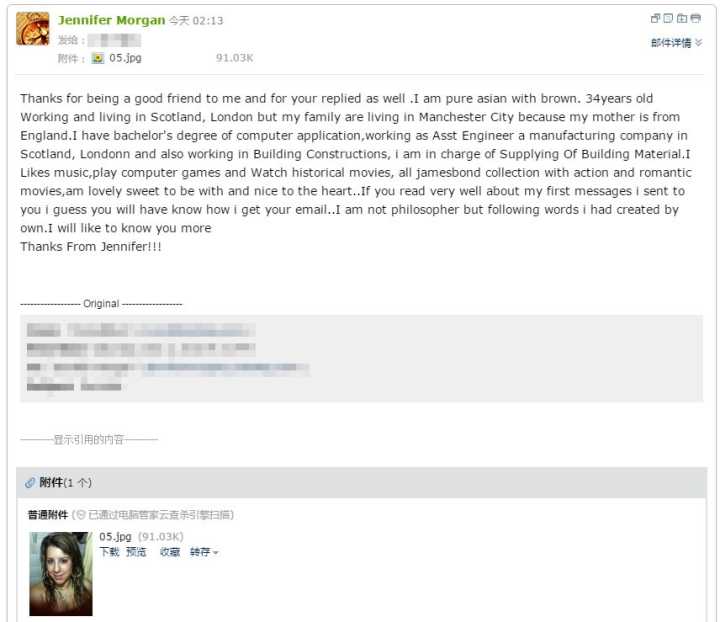 Jennifer Morgan 今天 02:13
发给：
附件： 05.jpg 91.03K
邮件详情
Thanks for being a good friend to me and for your replied as well .I am pure asian with brown. 34years old
Working and living in Scotland, London but my family are living in Manchester City because my mother is from
England.I have bachelor's degree of computer application,working as Asst Engineer a manufacturing company in
Scotland, Londonn and also working in Building Constructions, i am in charge of Supplying Of Building Material.I
Likes music,play computer games and Watch historical movies, all jamesbond collection with action and romantic
movies,am lovely sweet to be with and nice to the heart..If you read very well about my first messages i sent to
you i guess you will have know how i get your email..I am not philosopher but following words i had created by
own.I will like to know you more
Thanks From Jennifer!!!
------------------ Original ------------------
----------显示引用的内容----------
附件(1 个)
普通附件 (已通过电脑管家云查杀引擎扫描)
05.jpg (91.03K)
下载 预览 收藏 转存